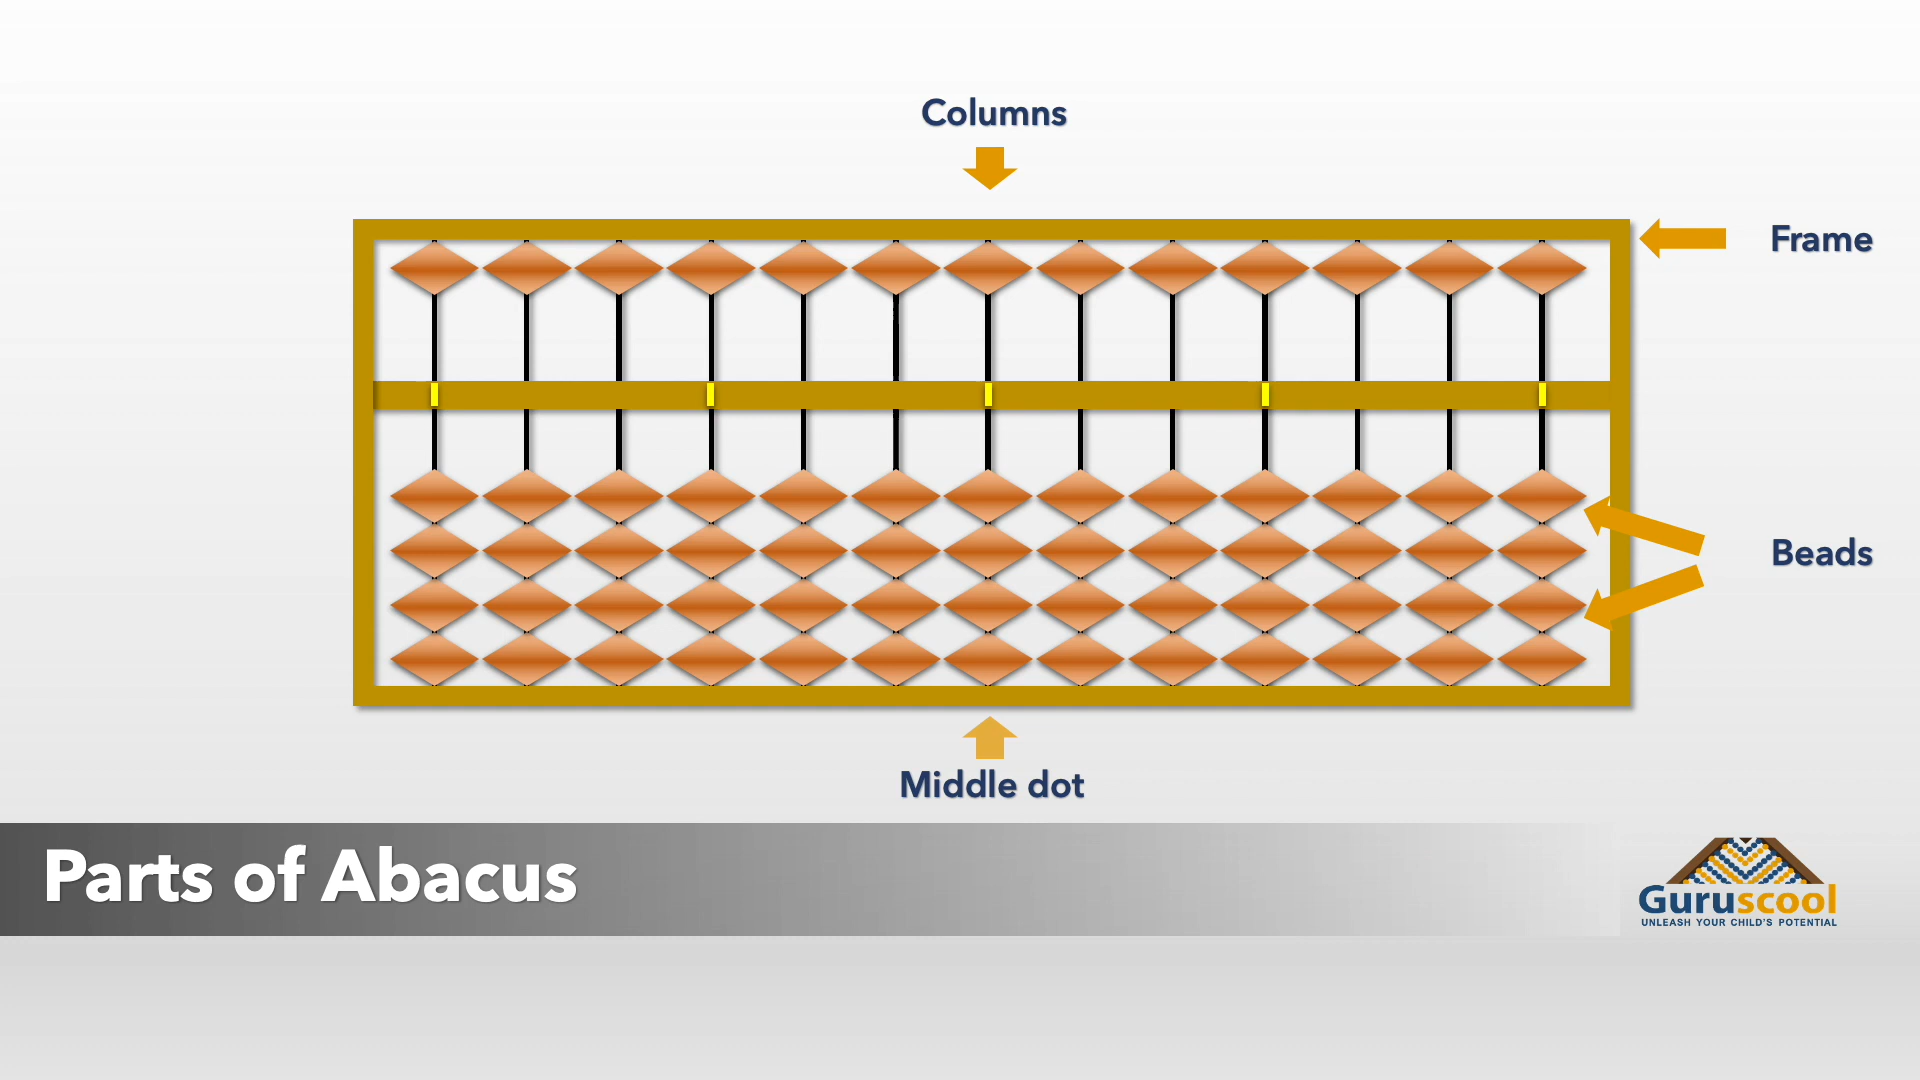 Columns
Frame
Beads
Middle dot
Parts of Abacus
Guruscool
UNLEASH YOUR CHILD'S POTENTIAL